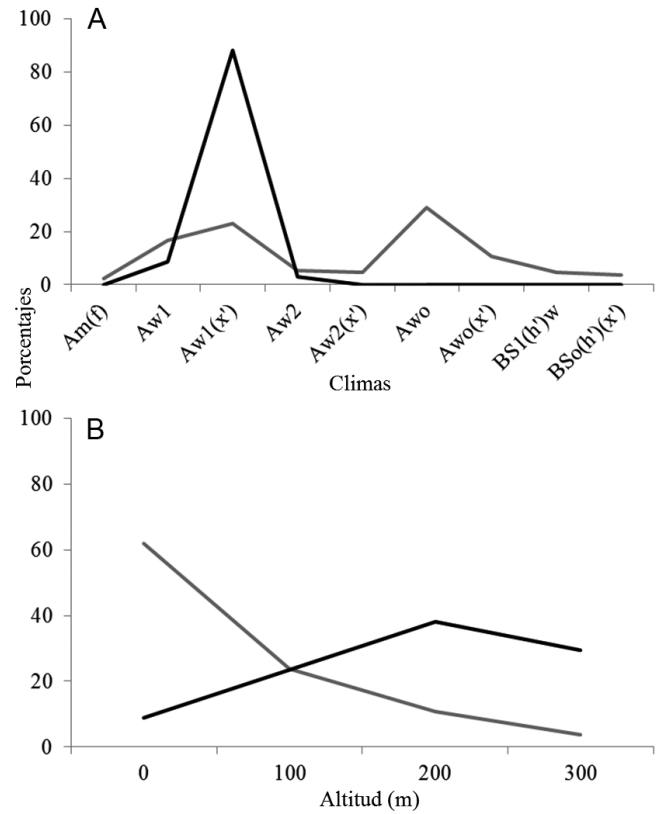 A
100
80
60
40
20
0
Am(f)
Aw1
Aw1(x')
Aw2
Aw2(x')
Awo
Awo(x')
BS1(h')w
BSo(h')(x')
Porcentajes
Climas
B
100
80
60
40
20
0
0 100 200 300
Altitud (m)